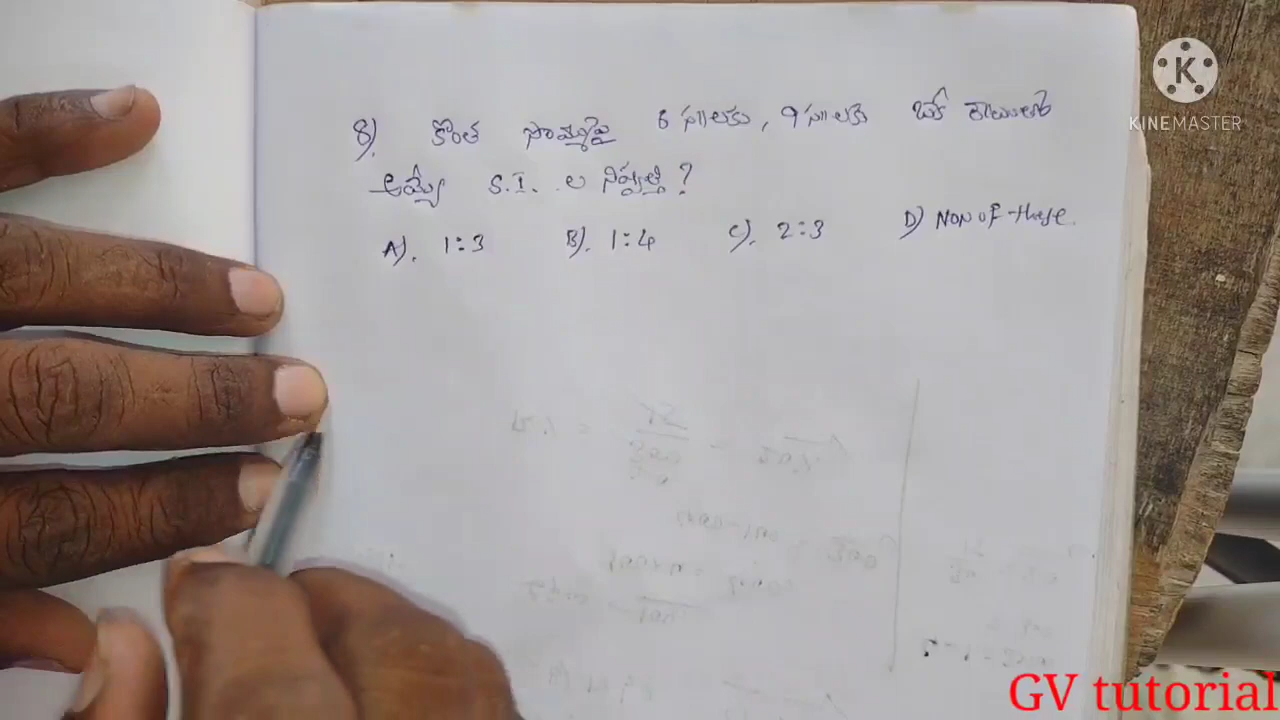 8). కొంత సొమ్ముపై 6 సం॥లకు, 9 సం॥లకు ఒకే
అయ్యే S.I. ల నిష్పత్తి ?
A). 1:3 B). 1:4 C). 2:3 D) Non of these.
K
KINEMASTER
GV tutorial